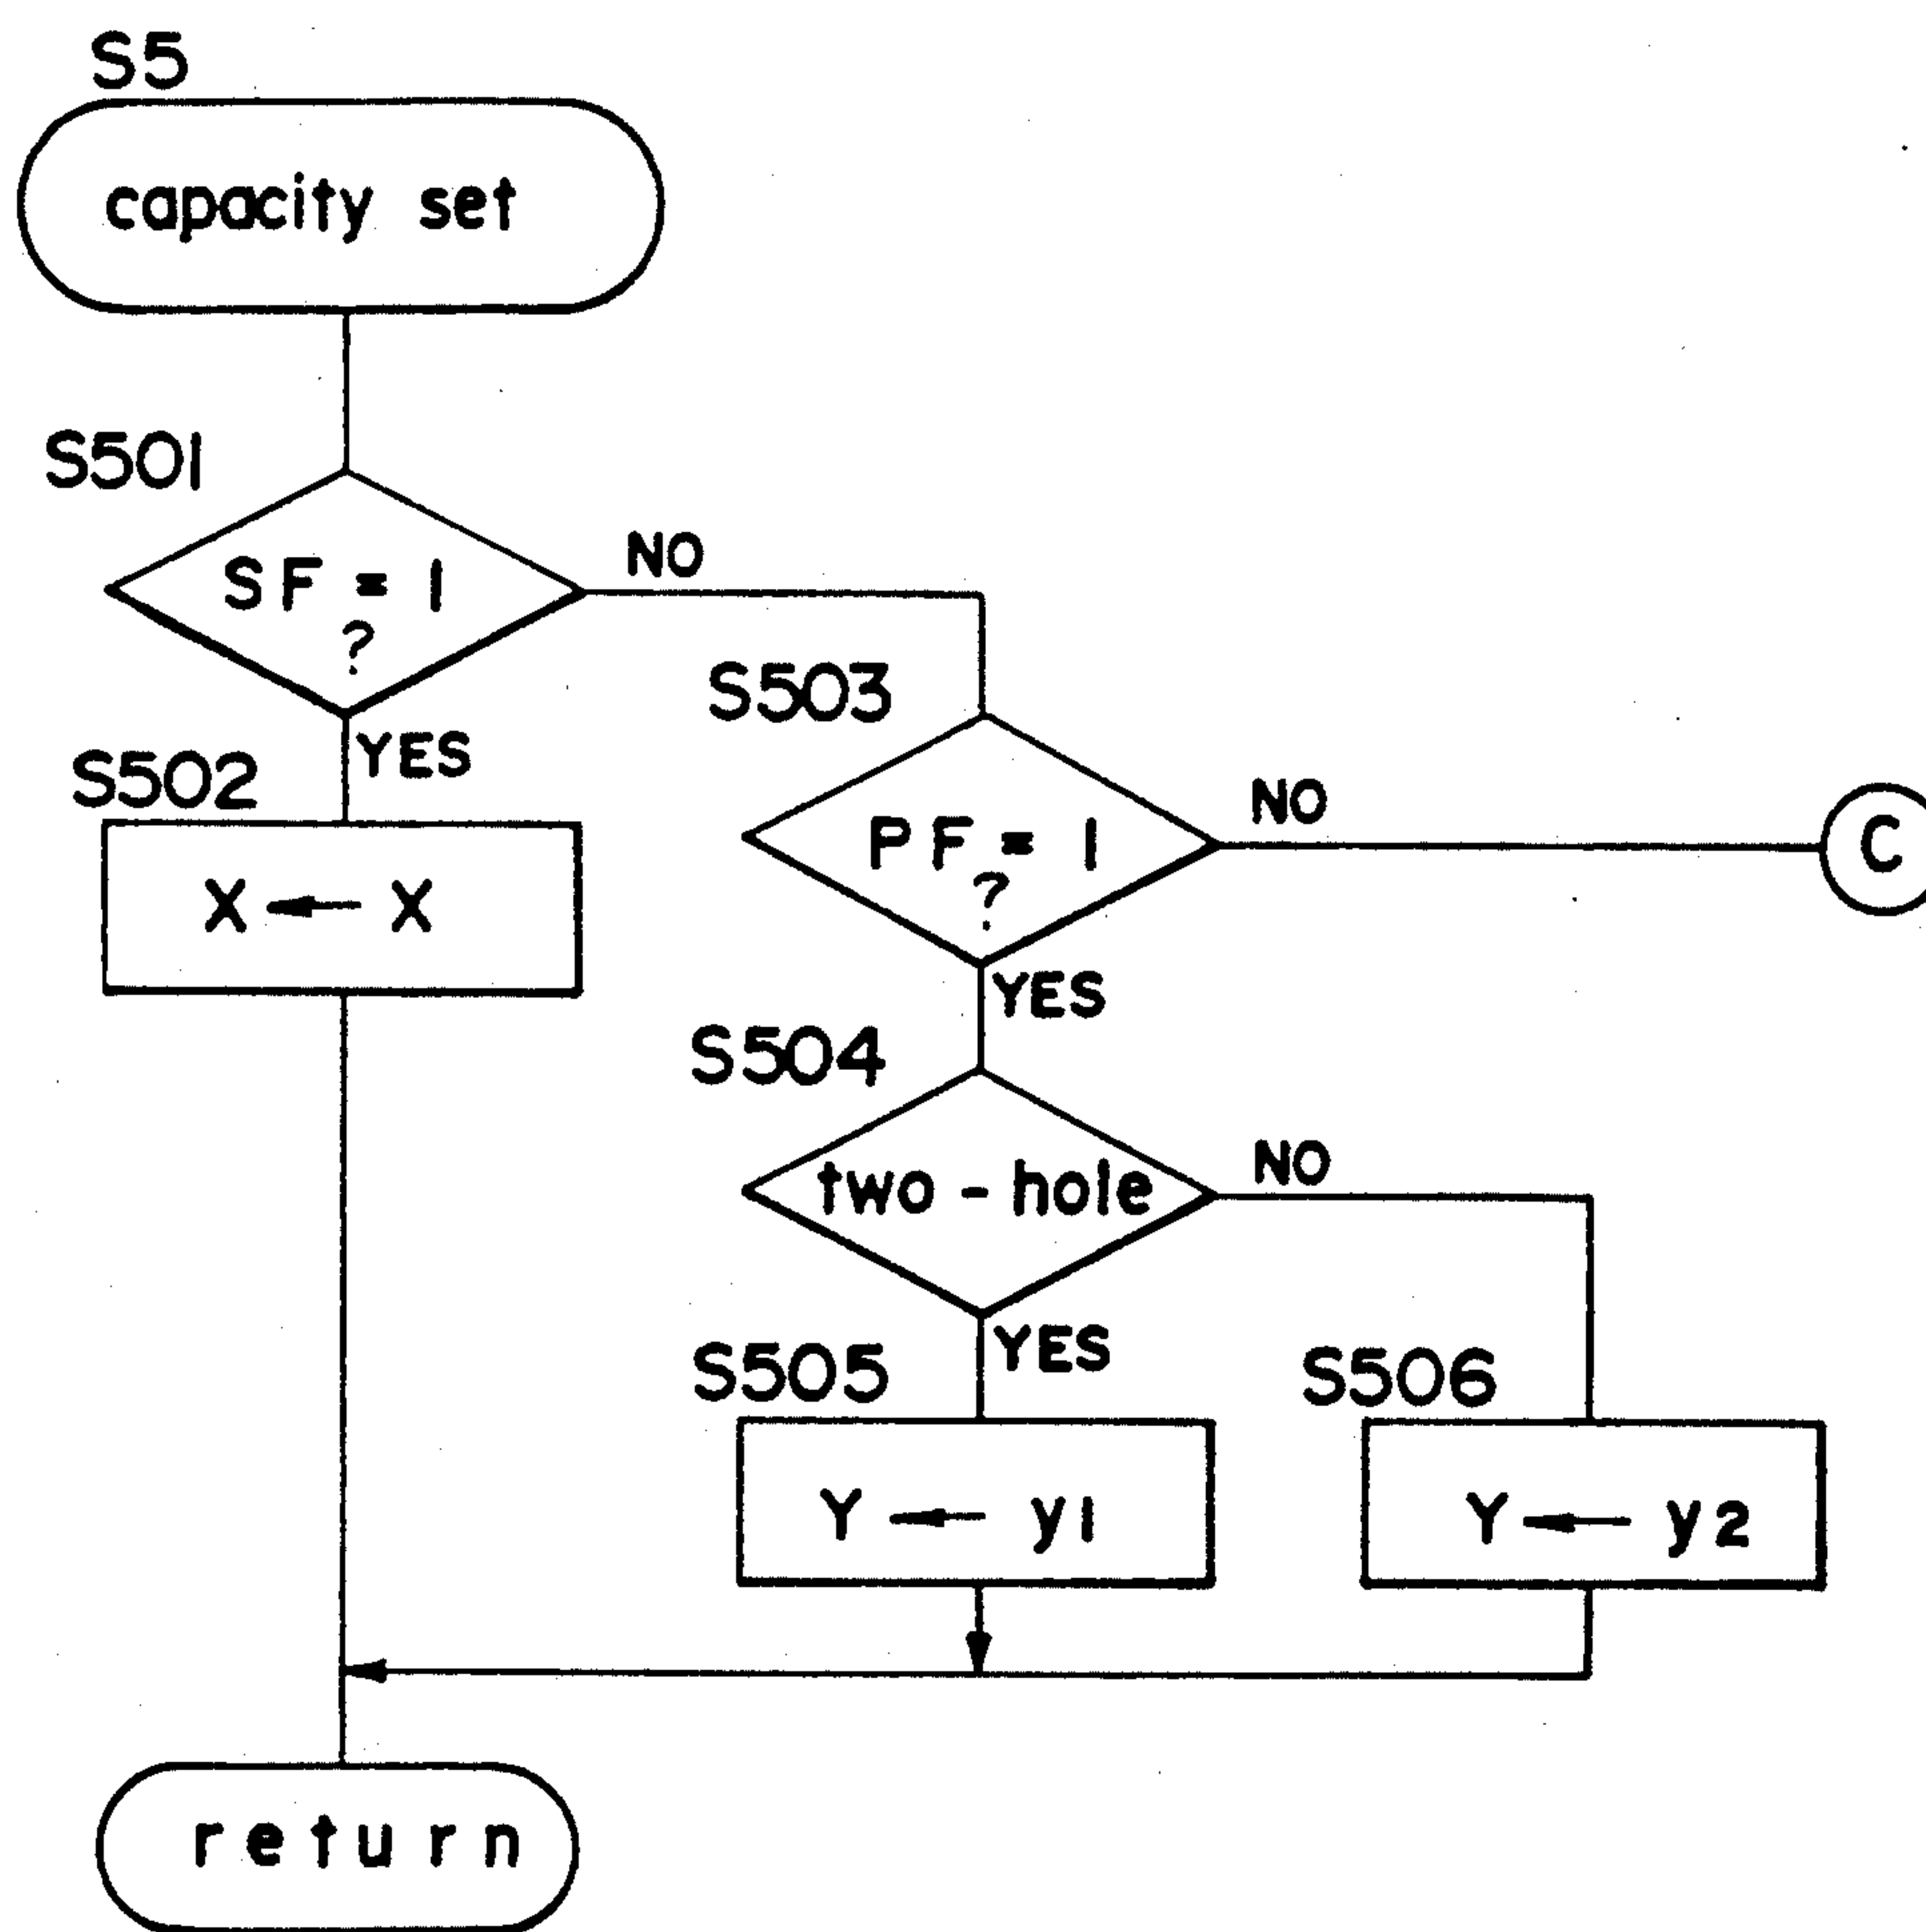 S5
capacity set
S501
SF = 1
?
NO
YES
S502
X ← X
S503
PF = 1
?
NO
C
YES
S504
two - hole
NO
YES
S505
Y ← y1
S506
Y ← y2
return